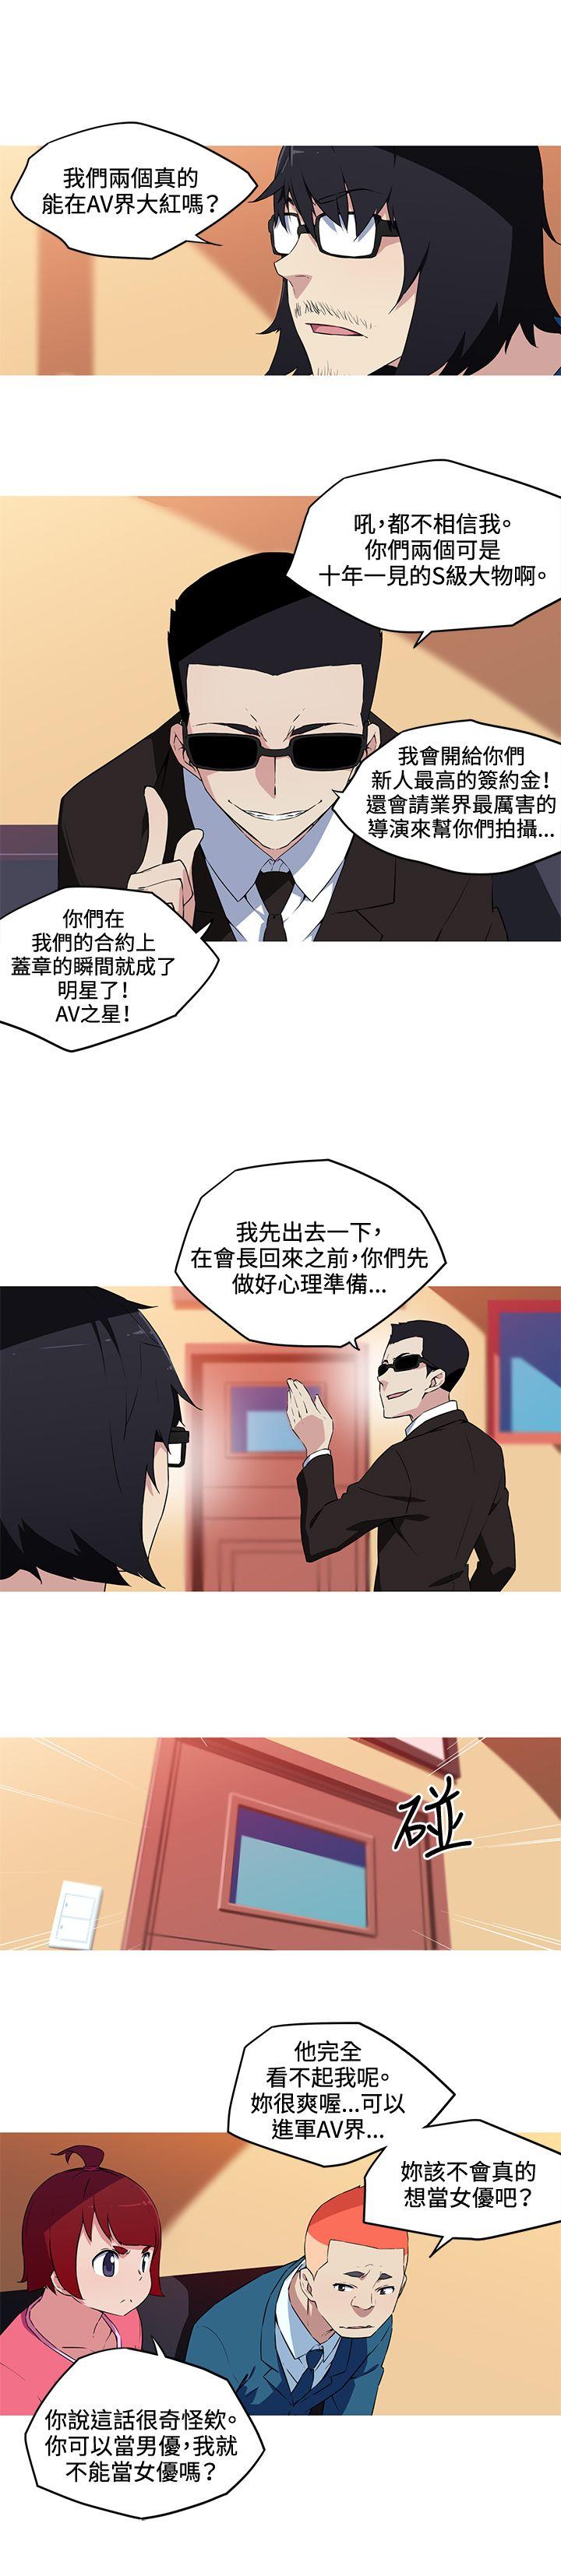 我們兩個真的
能在AV界大紅嗎？
吼，都不相信我。
你們兩個可是
十年一見的S級大物啊。
我會開給你們
新人最高的簽約金！
還會請業界最厲害的
導演來幫你們拍攝...
你們在
我們的合約上
蓋章的瞬間就成了
明星了！
AV之星！
我先出去一下，
在會長回來之前，你們先
做好心理準備...
碰
他完全
看不起我呢。
妳很爽喔...可以
進軍AV界...
妳該不會真的
想當女優吧？
你說這話很奇怪欸。
你可以當男優，我就
不能當女優嗎？